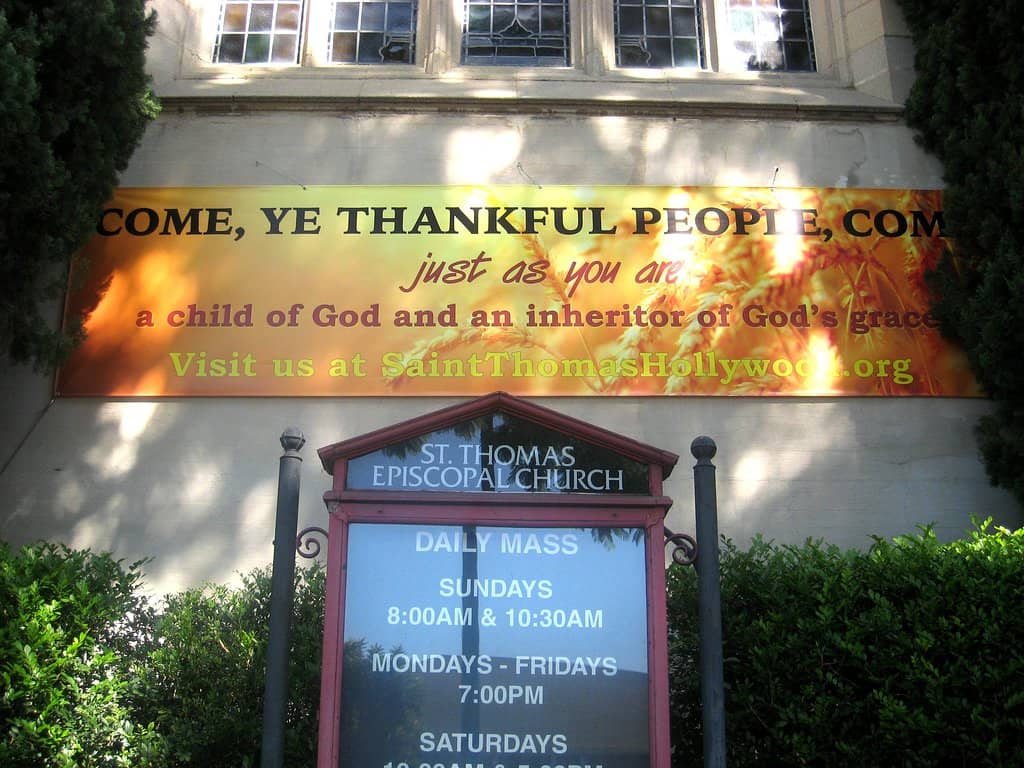 COME, YE THANKFUL PEOPLE, COM
just as you are
a child of God and an inheritor of God's grace
Visit us at SaintThomasHollywood.org
ST. THOMAS
EPISCOPAL CHURCH
DAILY MASS
SUNDAYS
8:00AM & 10:30AM
MONDAYS - FRIDAYS
7:00PM
SATURDAYS